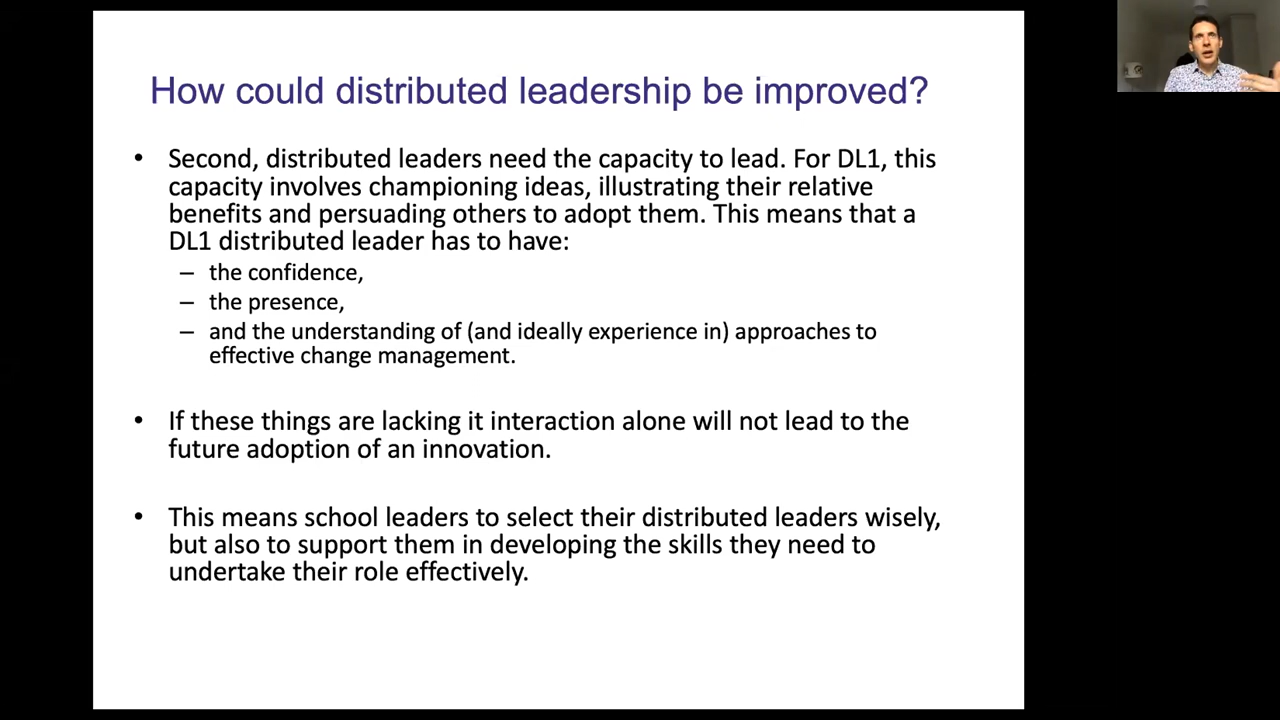 How could distributed leadership be improved?
• Second, distributed leaders need the capacity to lead. For DL1, this
capacity involves championing ideas, illustrating their relative
benefits and persuading others to adopt them. This means that a
DL1 distributed leader has to have:
– the confidence,
– the presence,
– and the understanding of (and ideally experience in) approaches to
effective change management.
• If these things are lacking it interaction alone will not lead to the
future adoption of an innovation.
• This means school leaders to select their distributed leaders wisely,
but also to support them in developing the skills they need to
undertake their role effectively.